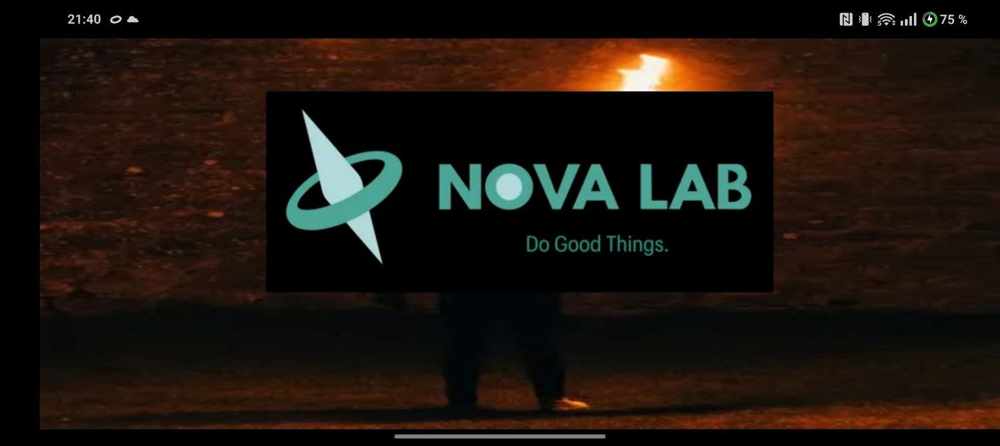 21:40
75 %
NOVA LAB
Do Good Things.